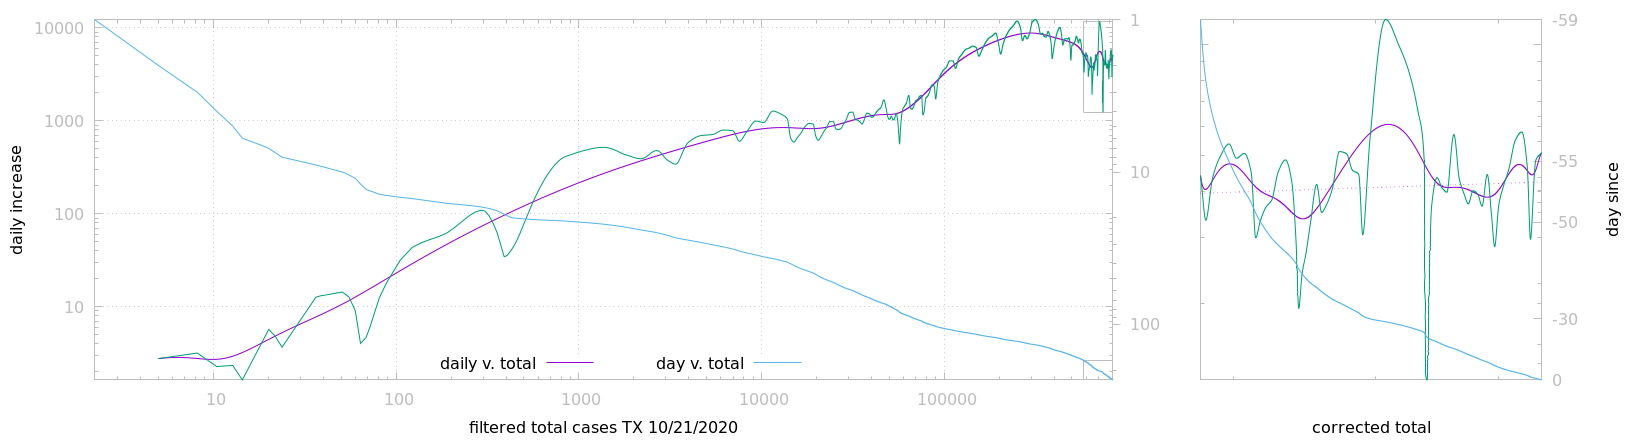 10000
1000
100
10
daily increase
10
100
1000
10000
100000
1
10
100
daily v. total
day v. total
filtered total cases TX 10/21/2020
-59
-55
-50
-30
0
day since
corrected total